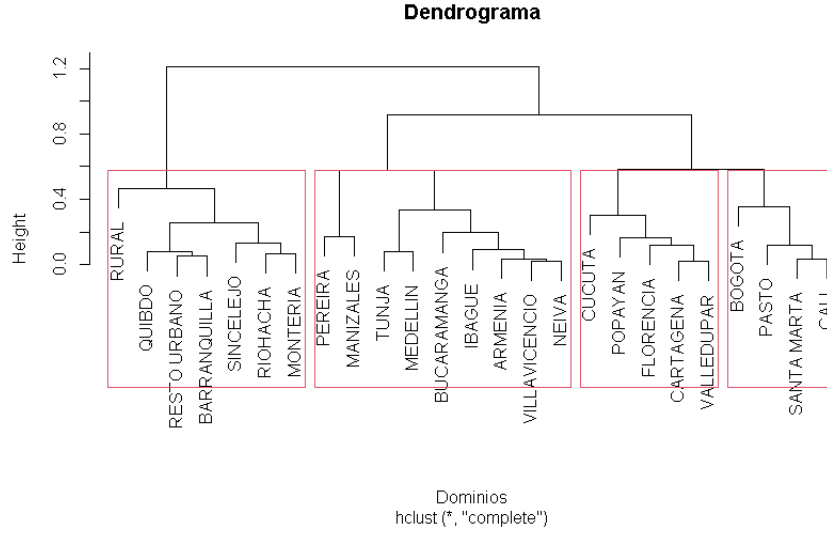 Dendrograma
Height
1.2
0.8
0.4
0.0
RURAL
QUIBDO
RESTO URBANO
BARRANQUILLA
SINCELEJO
RIOHACHA
MONTERIA
PEREIRA
MANIZALES
TUNJA
MEDELLIN
BUCARAMANGA
IBAGUE
ARMENIA
VILLAVICENCIO
NEIVA
CUCUTA
POPAYAN
FLORENCIA
CARTAGENA
VALLEDUPAR
BOGOTA
PASTO
SANTA MARTA
CALI
Dominios
hclust (*, "complete")